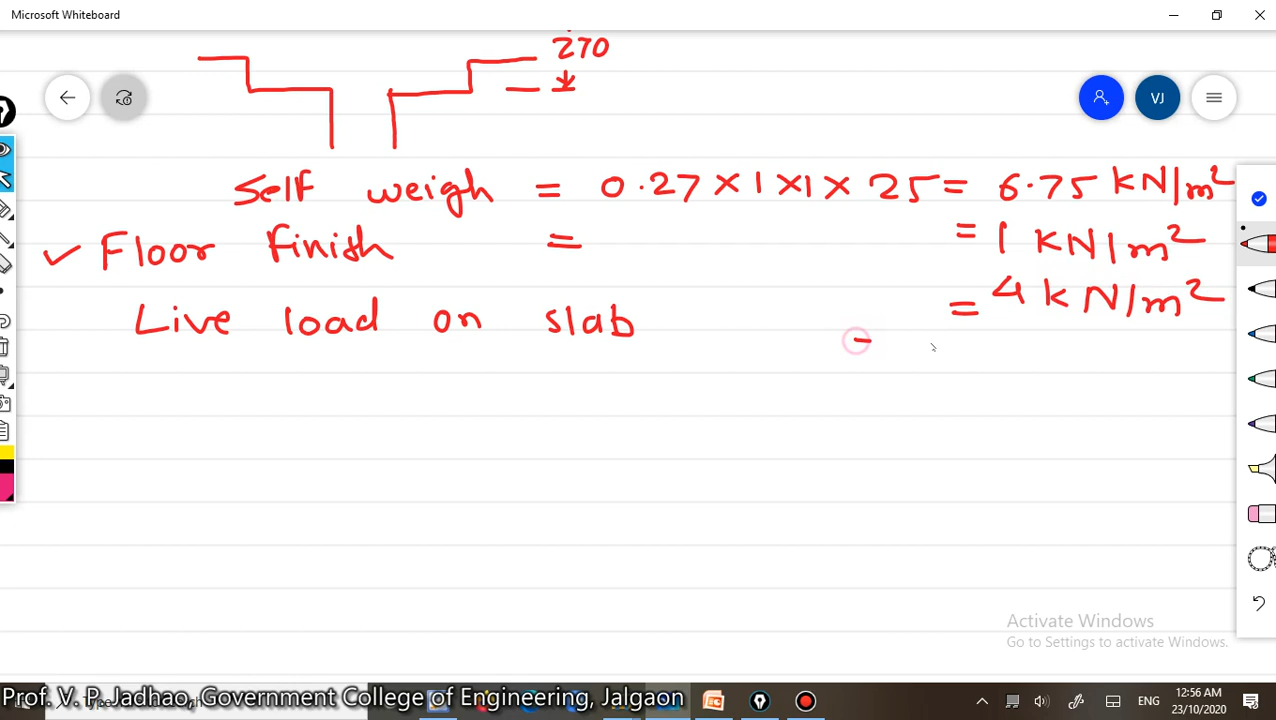 Microsoft Whiteboard
270
VJ
Self weigh = 0.27 × 1 × 1 × 25 = 6.75 KN/m²
✓ Floor finish = = 1 KN/m²
Live load on slab = 4 kN/m²
Activate Windows
Go to Settings to activate Windows.
Prof. V. P. Jadhao, Government College of Engineering, Jalgaon
ENG
12:56 AM
23/10/2020